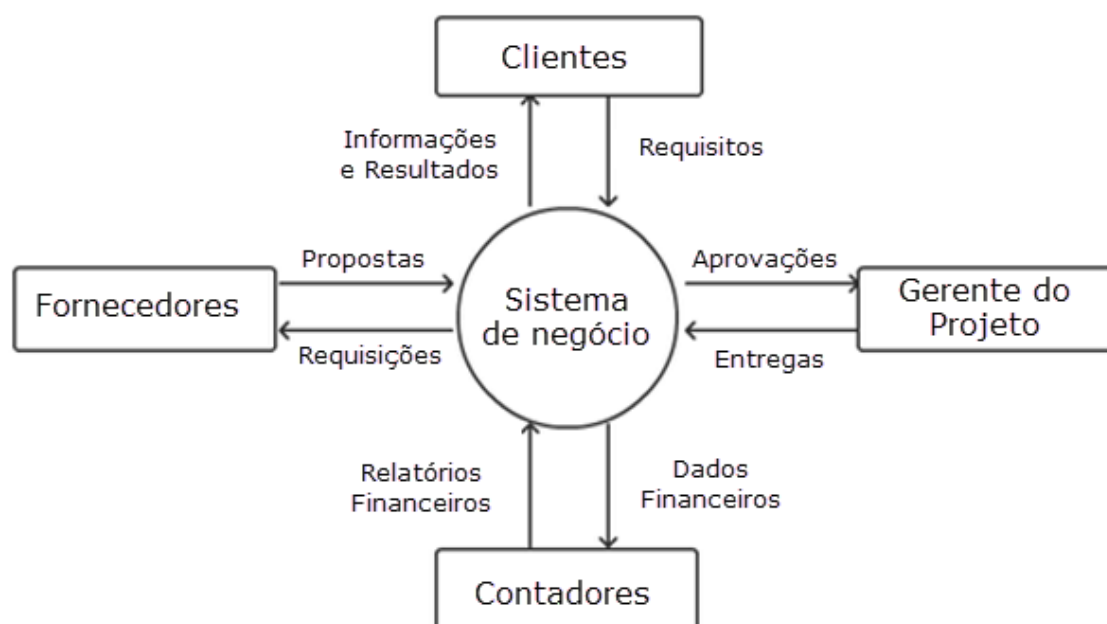 Clientes
Informações
e Resultados
Requisitos
Propostas
Aprovações
Fornecedores
Sistema
de negócio
Gerente do
Projeto
Requisições
Entregas
Relatórios
Financeiros
Dados
Financeiros
Contadores